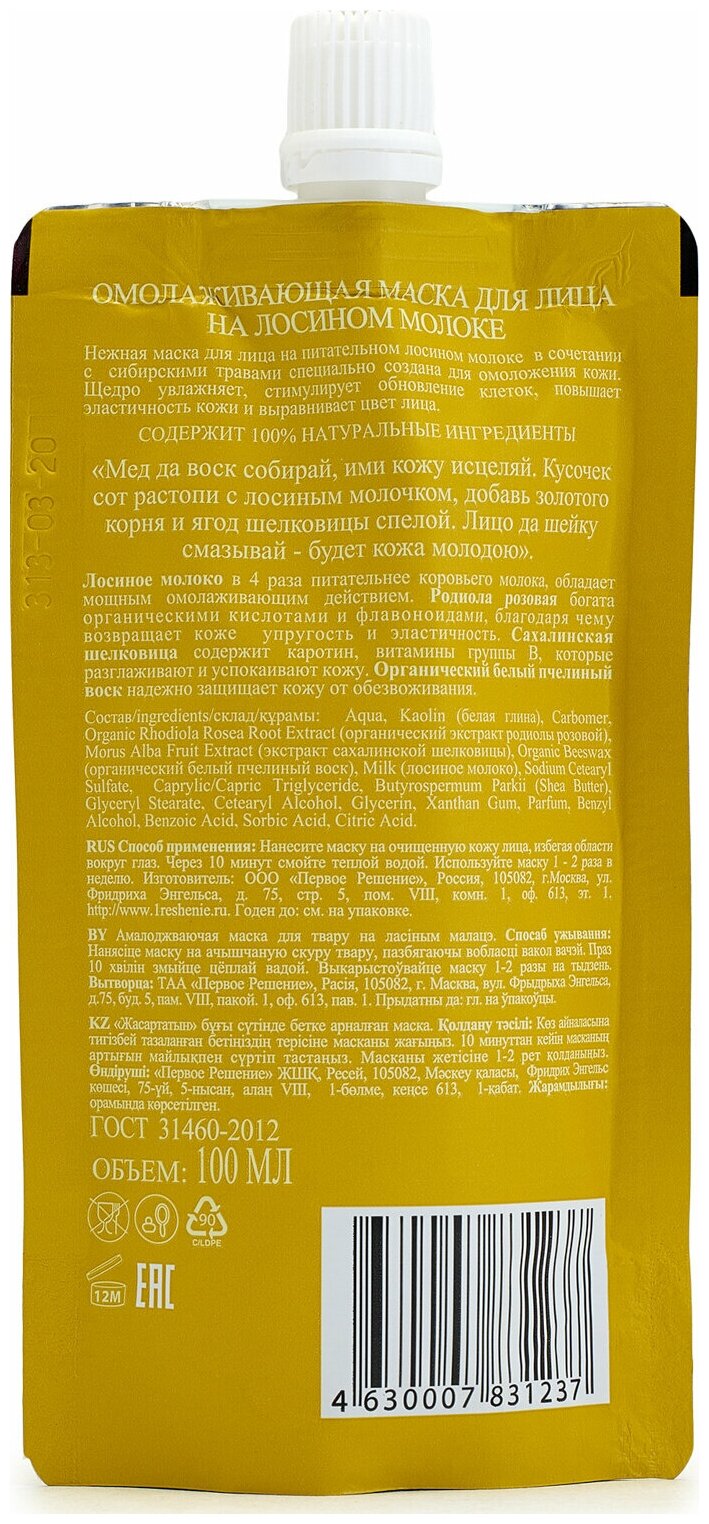 ОМОЛАЖИВАЮЩАЯ МАСКА ДЛЯ ЛИЦА
НА ЛОСИНОМ МОЛОКЕ
Нежная маска для лица на питательном лосином молоке в сочетании
с сибирскими травами специально создана для омоложения кожи.
Щедро увлажняет, стимулирует обновление клеток, повышает
эластичность кожи и выравнивает цвет лица.
СОДЕРЖИТ 100% НАТУРАЛЬНЫЕ ИНГРЕДИЕНТЫ
«Мед да воск собирай, ими кожу исцеляй. Кусочек
сот растопи с лосиным молочком, добавь золотого
корня и ягод шелковицы спелой. Лицо да шейку
смазывай - будет кожа молодою».
Лосиное молоко в 4 раза питательнее коровьего молока, обладает
мощным омолаживающим действием. Родиола розовая богата
органическими кислотами и флавоноидами, благодаря чему
возвращает коже упругость и эластичность. Сахалинская
шелковица содержит каротин, витамины группы В, которые
разглаживают и успокаивают кожу. Органический белый пчелиный
воск надежно защищает кожу от обезвоживания.
Состав/ingredients/склад/құрамы: Aqua, Kaolin (белая глина), Carbomer,
Organic Rhodiola Rosea Root Extract (органический экстракт родиолы розовой),
Morus Alba Fruit Extract (экстракт сахалинской шелковицы), Organic Beeswax
(органический белый пчелиный воск), Milk (лосиное молоко), Sodium Cetearyl
Sulfate, Caprylic/Capric Triglyceride, Butyrospermum Parkii (Shea Butter),
Glyceryl Stearate, Cetearyl Alcohol, Glycerin, Xanthan Gum, Parfum, Benzyl
Alcohol, Benzoic Acid, Sorbic Acid, Citric Acid.
RUS Способ применения: Нанесите маску на очищенную кожу лица, избегая области
вокруг глаз. Через 10 минут смойте теплой водой. Используйте маску 1 - 2 раза в
неделю. Изготовитель: ООО «Первое Решение», Россия, 105082, г.Москва, ул.
Фридриха Энгельса, д. 75, стр. 5, пом. VIII, комн. 1, оф. 613, эт. 1.
http://www.1reshenie.ru. Годен до: см. на упаковке.
BY Амалоджваючая маска для твару на ласіным малацэ. Спосаб ужывання:
Нанясіце маску на ачышчаную скуру твару, пазбягаючы вобласці вакол вачэй. Праз
10 хвілін змыйце цёплай вадой. Выкарыстоўвайце маску 1-2 разы на тыдзень.
Вытворца: ТАА «Первое Решение», Расія, 105082, г. Москва, вул. Фрыдрыха Энгельса,
д.75, буд. 5, пам. VIII, пакой. 1, оф. 613, пав. 1. Прыдатны да: гл. на ўпакоўцы.
KZ «Жасартатын» бұғы сүтінде бетке арналған маска. Қолдану тәсілі: Көз айналасына
тигізбей тазаланған бетіңіздің терісіне масканы жағыңыз. 10 минуттан кейін масканың
артығын майлықпен сүртіп тастаңыз. Масканы жетісіне 1-2 рет қолданыңыз.
Өндіруші: «Первое Решение» ЖШҚ, Ресей, 105082, Мәскеу қаласы, Фридрих Энгельс
көшесі, 75-үй, 5-нысан, алаң VIII, 1-бөлме, кеңсе 613, 1-қабат. Жарамдылығы:
орамында көрсетілген.
ГОСТ 31460-2012
ОБЪЕМ: 100 МЛ
90
C/LDPE
12M EAC
4 630007 831237
313-03-20